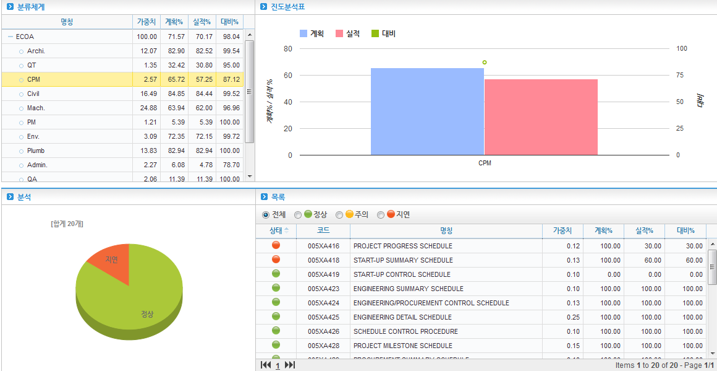 분류체계
명칭 가중치 계획% 실적% 대비%
ECOA 100.00 71.57 70.17 98.04
Archi. 12.07 82.90 82.52 99.54
QT 1.35 32.42 30.80 95.00
CPM 2.57 65.72 57.25 87.12
Civil 16.49 84.85 84.44 99.52
Mach. 24.88 63.94 62.00 96.96
PM 1.21 5.39 5.39 100.00
Env. 3.09 72.35 72.15 99.72
Plumb 13.83 82.94 82.94 100.00
Admin. 2.27 6.08 4.78 78.70
QA 2.06 11.39 11.39 100.00
진도분석표
계획 실적 대비
80 100
60 75
40 50
20 25
0 0
계획% / 실적 %
대비
CPM
분석
[합계 20개]
지연
정상
목록
전체 정상 주의 지연
상태 코드 명칭 가중치 계획% 실적% 대비%
005XA416 PROJECT PROGRESS SCHEDULE 0.12 100.00 30.00 30.00
005XA418 START-UP SUMMARY SCHEDULE 0.13 100.00 60.00 60.00
005XA419 START-UP CONTROL SCHEDULE 0.10 0.00 0.00 0.00
005XA423 ENGINEERING SUMMARY SCHEDULE 0.10 100.00 100.00 100.00
005XA424 ENGINEERING/PROCUREMENT CONTROL SCHEDULE 0.13 100.00 100.00 100.00
005XA425 ENGINEERING DETAIL SCHEDULE 0.25 100.00 100.00 100.00
005XA426 SCHEDULE CONTROL PROCEDURE 0.10 100.00 100.00 100.00
005XA428 PROJECT MILESTONE SCHEDULE 0.15 100.00 100.00 100.00
PROCUREMENT SUMMARY SCHEDULE 100.00 100.00 100.00
1 Items 1 to 20 of 20 - Page 1/1